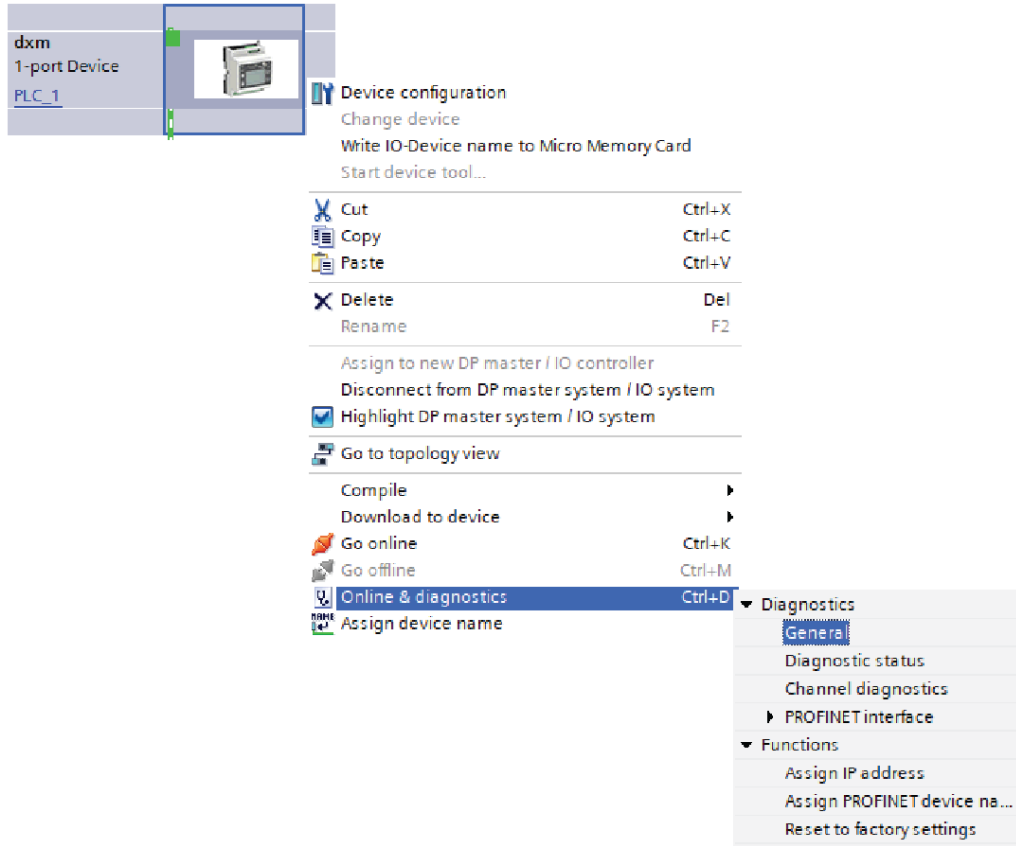 dxm
1-port Device
PLC_1
Device configuration
Change device
Write IO-Device name to Micro Memory Card
Start device tool...
Cut Ctrl+X
Copy Ctrl+C
Paste Ctrl+V
Delete Del
Rename F2
Assign to new DP master / IO controller
Disconnect from DP master system / IO system
Highlight DP master system / IO system
Go to topology view
Compile
Download to device
Go online Ctrl+K
Go offline Ctrl+M
Online & diagnostics Ctrl+D
NAME Assign device name
Diagnostics
General
Diagnostic status
Channel diagnostics
PROFINET interface
Functions
Assign IP address
Assign PROFINET device na...
Reset to factory settings